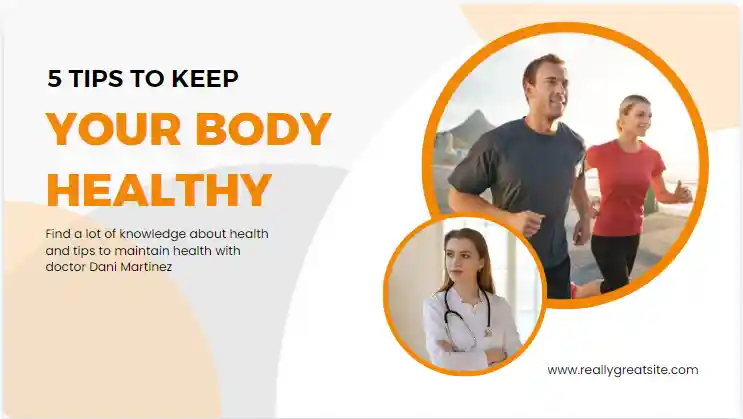 5 TIPS TO KEEP
YOUR BODY
HEALTHY
Find a lot of knowledge about health
and tips to maintain health with
doctor Dani Martinez
www.reallygreatsite.com